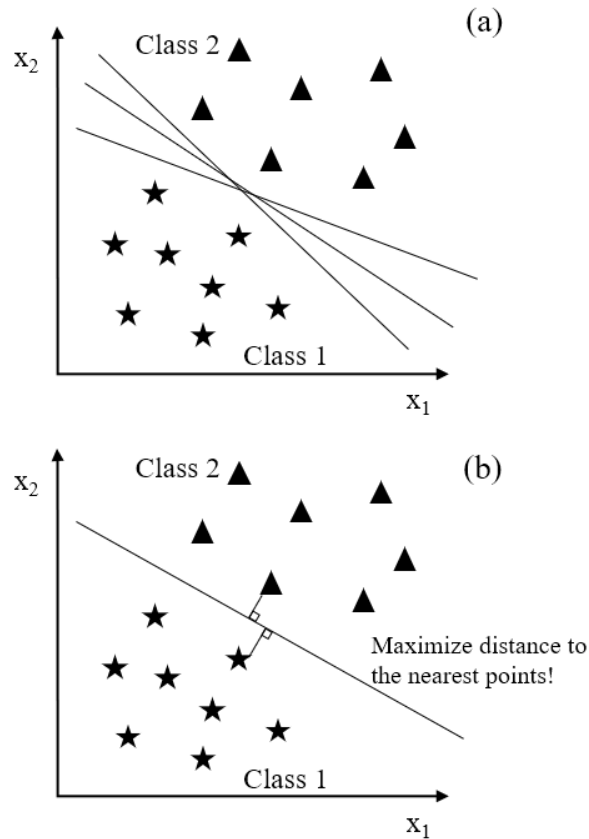 (a)
Class 2
x₂
Class 1
x₁
(b)
Class 2
x₂
Maximize distance to
the nearest points!
Class 1
x₁